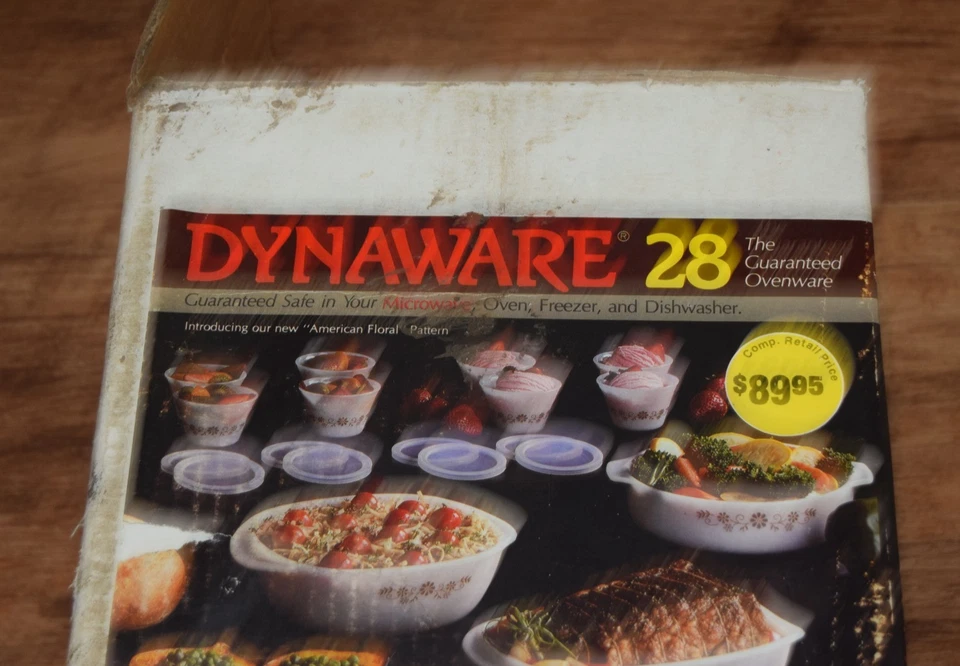 DYNAWARE® 28
The
Guaranteed
Ovenware
Guaranteed Safe in Your Microwave, Oven, Freezer, and Dishwasher.
Introducing our new "American Floral" Pattern
Comp. Retail Price
$8995